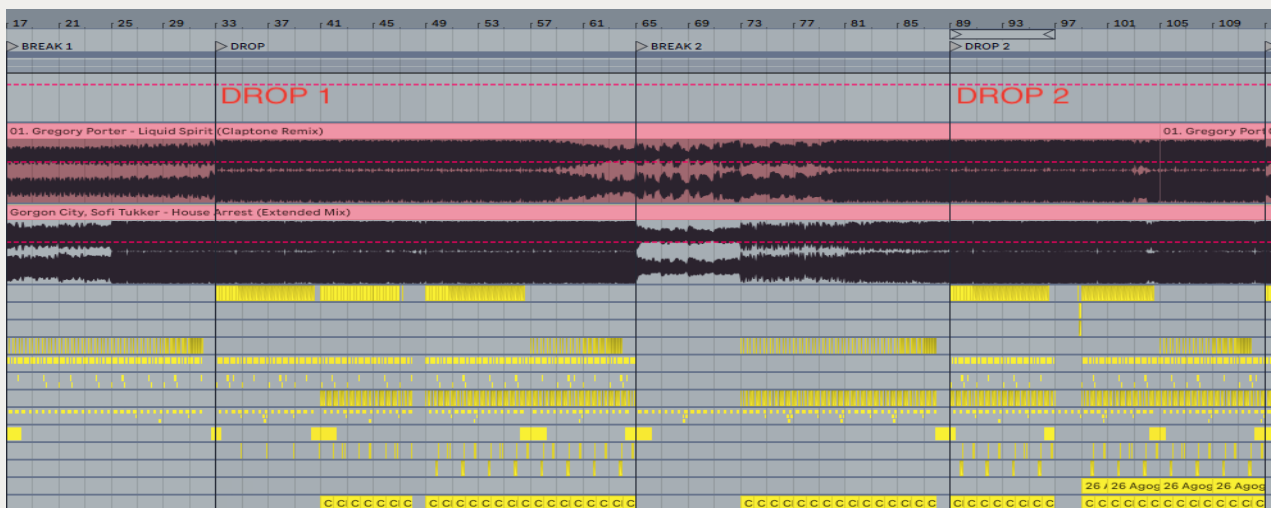 17 21 25 29 33 37 41 45 49 53 57 61 65 69 73 77 81 85 89 93 97 101 105 109
BREAK 1 DROP BREAK 2 DROP 2
DROP 1 DROP 2
01. Gregory Porter - Liquid Spirit (Claptone Remix) 01. Gregory Port
Gorgon City, Sofi Tukker - House Arrest (Extended Mix)
26 A 26 Agog 26 Agog 26 Agog
C C C C C C C C C C C C C C C C C C C C C C C C C C C C C C C C C C C C C C C C C C C C C C C C C C C C